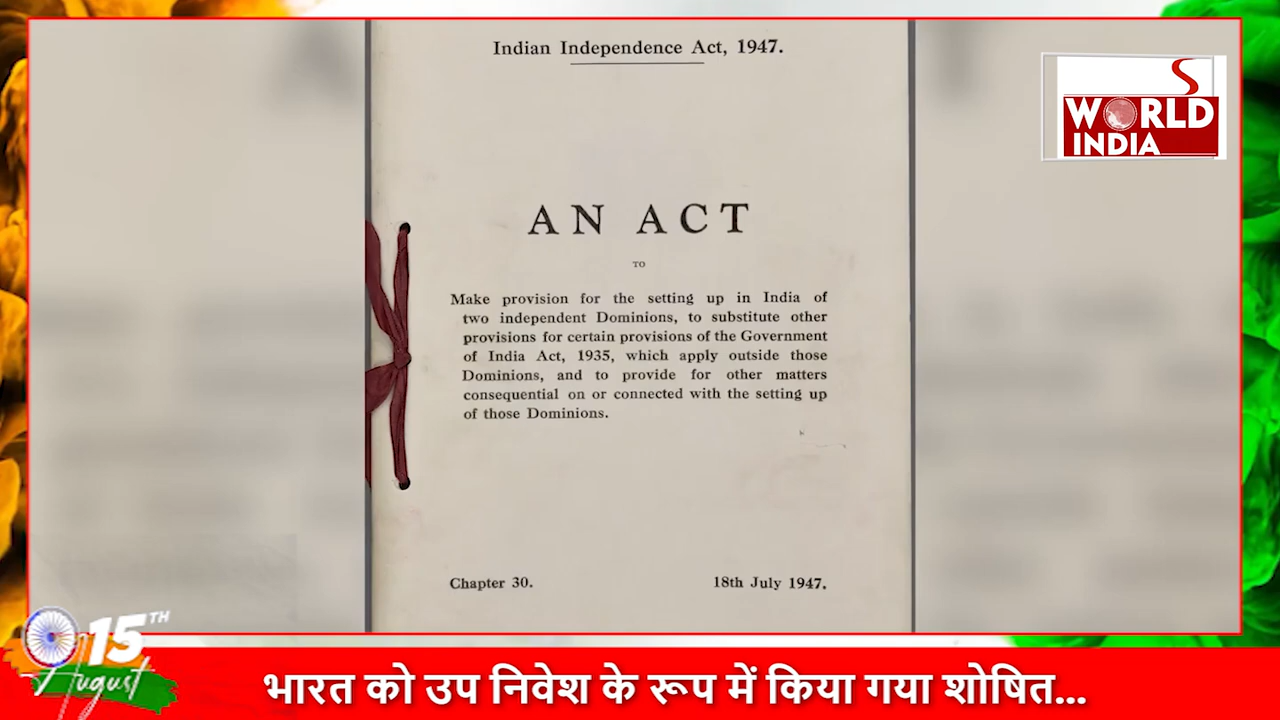 Indian Independence Act, 1947.
WORLD
INDIA
AN ACT
TO
Make provision for the setting up in India of
two independent Dominions, to substitute other
provisions for certain provisions of the Government
of India Act, 1935, which apply outside those
Dominions, and to provide for other matters
consequential on or connected with the setting up
of those Dominions.
Chapter 30.
18th July 1947.
15TH
August
भारत को उप निवेश के रूप में किया गया शोषित...